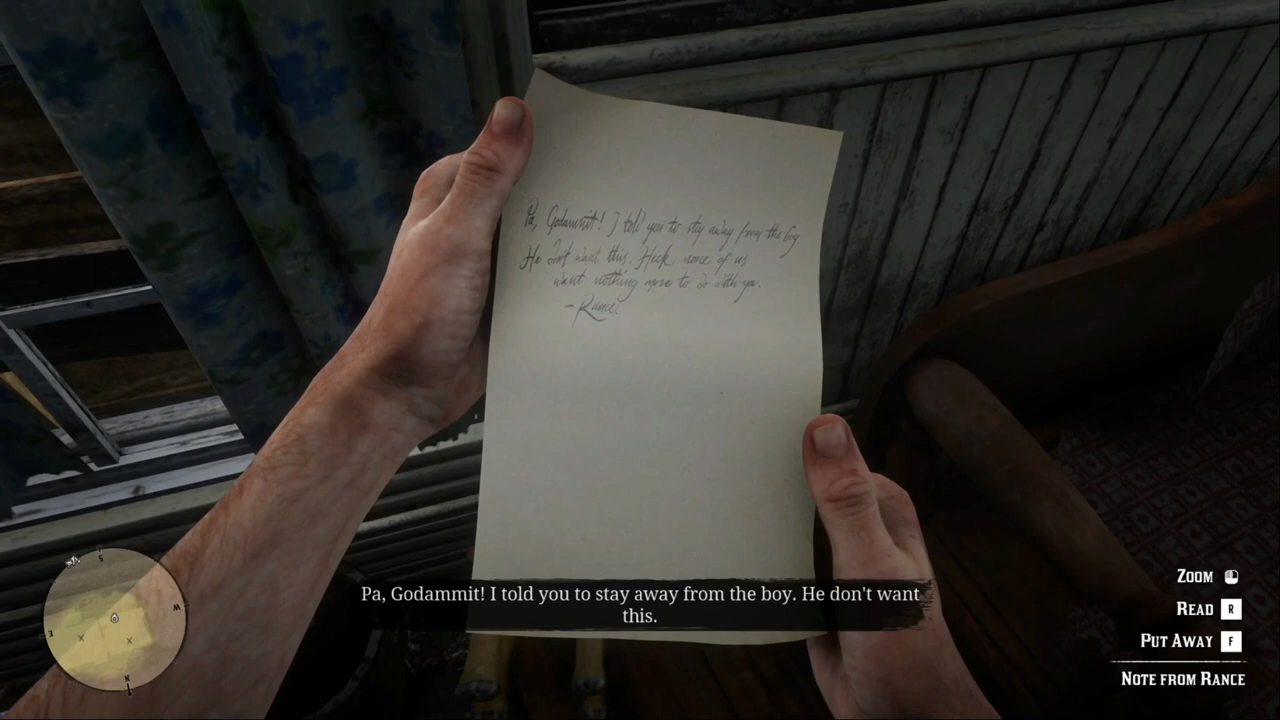 Pa, Godammit! I told you to stay away from the boy.
He don't want this. Heck, none of us
want nothing more to do with ya.
- Rance.
Pa, Godammit! I told you to stay away from the boy. He don't want
this.
S
W
E
N
Zoom
Read R
Put Away F
Note from Rance